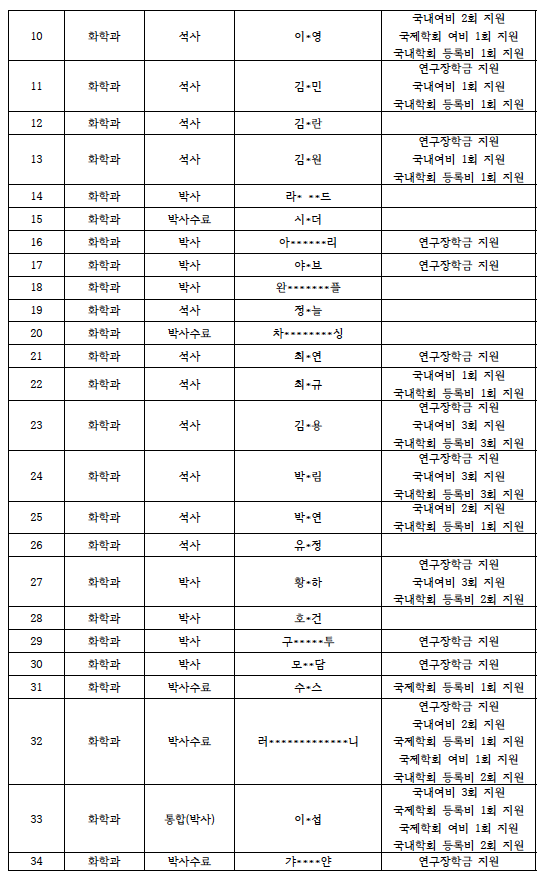 10 화학과 석사 이*영 국내여비 2회 지원
국제학회 여비 1회 지원
국내학회 등록비 1회 지원
11 화학과 석사 김*민 연구장학금 지원
국내여비 1회 지원
국내학회 등록비 1회 지원
12 화학과 석사 김*란
13 화학과 석사 김*원 연구장학금 지원
국내여비 1회 지원
국내학회 등록비 1회 지원
14 화학과 박사 라* **드
15 화학과 박사수료 시*더
16 화학과 박사 아******리 연구장학금 지원
17 화학과 박사 야*브 연구장학금 지원
18 화학과 박사 완*******플
19 화학과 석사 정*늘
20 화학과 박사수료 차********싱
21 화학과 석사 최*연 연구장학금 지원
22 화학과 석사 최*규 국내여비 1회 지원
국내학회 등록비 1회 지원
23 화학과 석사 김*용 연구장학금 지원
국내여비 3회 지원
국내학회 등록비 3회 지원
24 화학과 석사 박*림 연구장학금 지원
국내여비 3회 지원
국내학회 등록비 3회 지원
25 화학과 석사 박*연 국내여비 2회 지원
국내학회 등록비 1회 지원
26 화학과 석사 유*정
27 화학과 박사 황*하 연구장학금 지원
국내여비 3회 지원
국내학회 등록비 2회 지원
28 화학과 박사 호*건
29 화학과 박사 구*****투 연구장학금 지원
30 화학과 박사 모**담 연구장학금 지원
31 화학과 박사수료 수*스 국제학회 등록비 1회 지원
32 화학과 박사수료 러*************니 연구장학금 지원
국내여비 2회 지원
국제학회 등록비 1회 지원
국제학회 여비 1회 지원
국내학회 등록비 2회 지원
33 화학과 통합(박사) 이*섭 국내여비 3회 지원
국제학회 등록비 1회 지원
국제학회 여비 1회 지원
국내학회 등록비 2회 지원
34 화학과 박사수료 갸****얀 연구장학금 지원